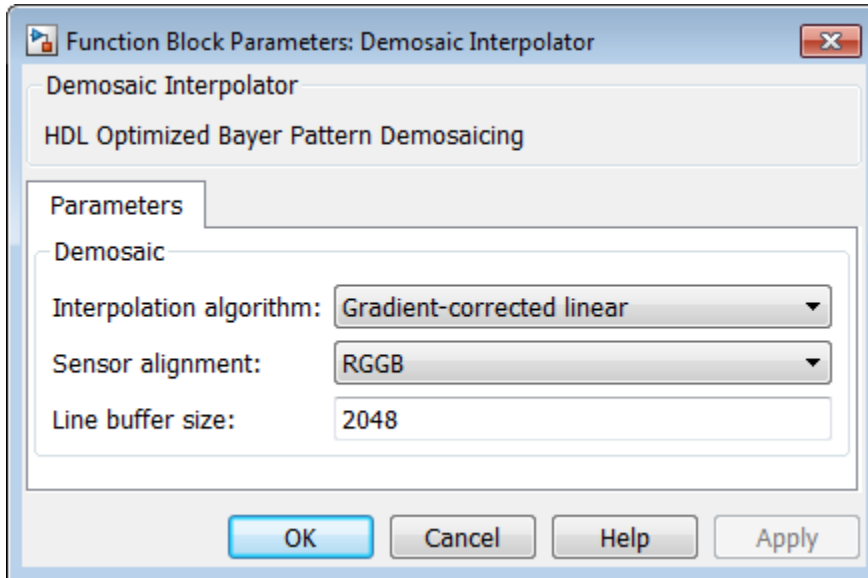 Function Block Parameters: Demosaic Interpolator
Demosaic Interpolator
HDL Optimized Bayer Pattern Demosaicing
Parameters
Demosaic
Interpolation algorithm: Gradient-corrected linear
Sensor alignment: RGGB
Line buffer size: 2048
OK Cancel Help Apply